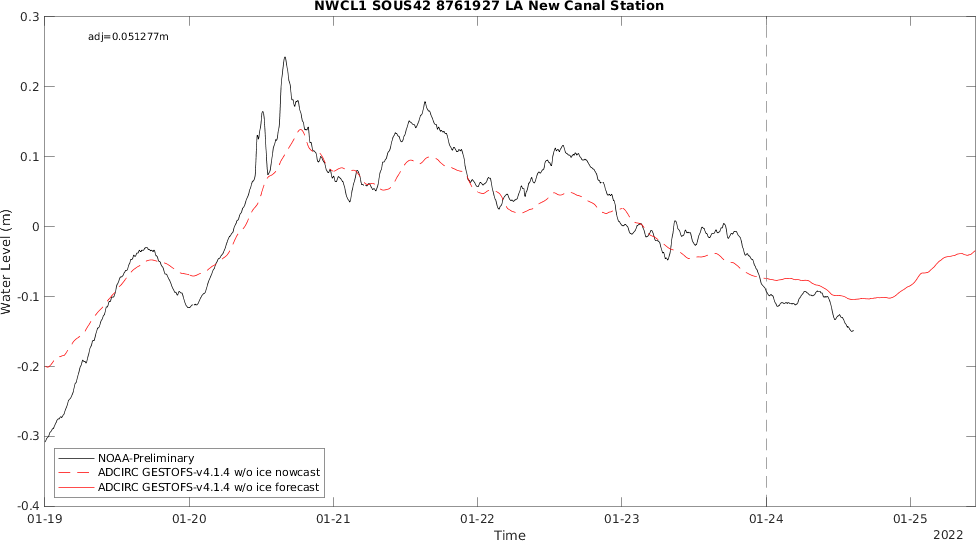 NWCL1 SOUS42 8761927 LA New Canal Station
adj=0.051277m
0.3
0.2
0.1
0
-0.1
-0.2
-0.3
-0.4
Water Level (m)
NOAA-Preliminary
ADCIRC GESTOFS-v4.1.4 w/o ice nowcast
ADCIRC GESTOFS-v4.1.4 w/o ice forecast
01-19 01-20 01-21 01-22 01-23 01-24 01-25
Time
2022